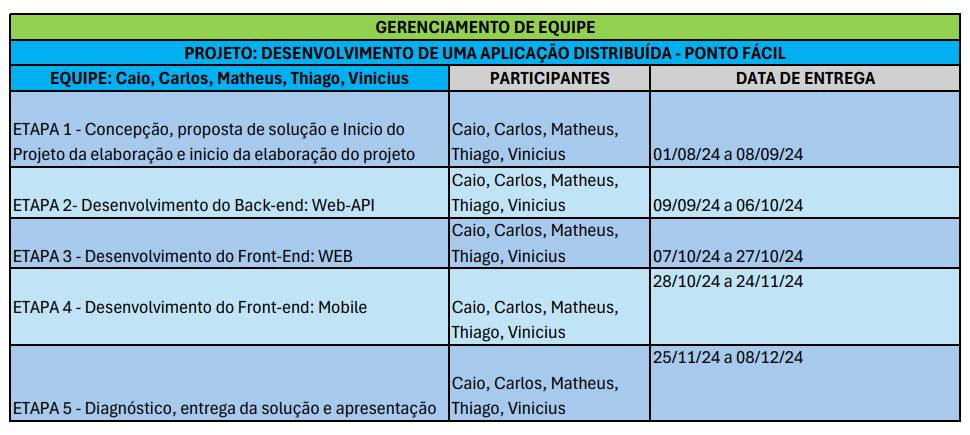 GERENCIAMENTO DE EQUIPE
PROJETO: DESENVOLVIMENTO DE UMA APLICAÇÃO DISTRIBUÍDA - PONTO FÁCIL
EQUIPE: Caio, Carlos, Matheus, Thiago, Vinicius
PARTICIPANTES
DATA DE ENTREGA
ETAPA 1 - Concepção, proposta de solução e Inicio do
Projeto da elaboração e inicio da elaboração do projeto
Caio, Carlos, Matheus,
Thiago, Vinicius
01/08/24 a 08/09/24
ETAPA 2- Desenvolvimento do Back-end: Web-API
Caio, Carlos, Matheus,
Thiago, Vinicius
09/09/24 a 06/10/24
ETAPA 3 - Desenvolvimento do Front-End: WEB
Caio, Carlos, Matheus,
Thiago, Vinicius
07/10/24 a 27/10/24
ETAPA 4 - Desenvolvimento do Front-end: Mobile
Caio, Carlos, Matheus,
Thiago, Vinicius
28/10/24 a 24/11/24
ETAPA 5 - Diagnóstico, entrega da solução e apresentação
Caio, Carlos, Matheus,
Thiago, Vinicius
25/11/24 a 08/12/24